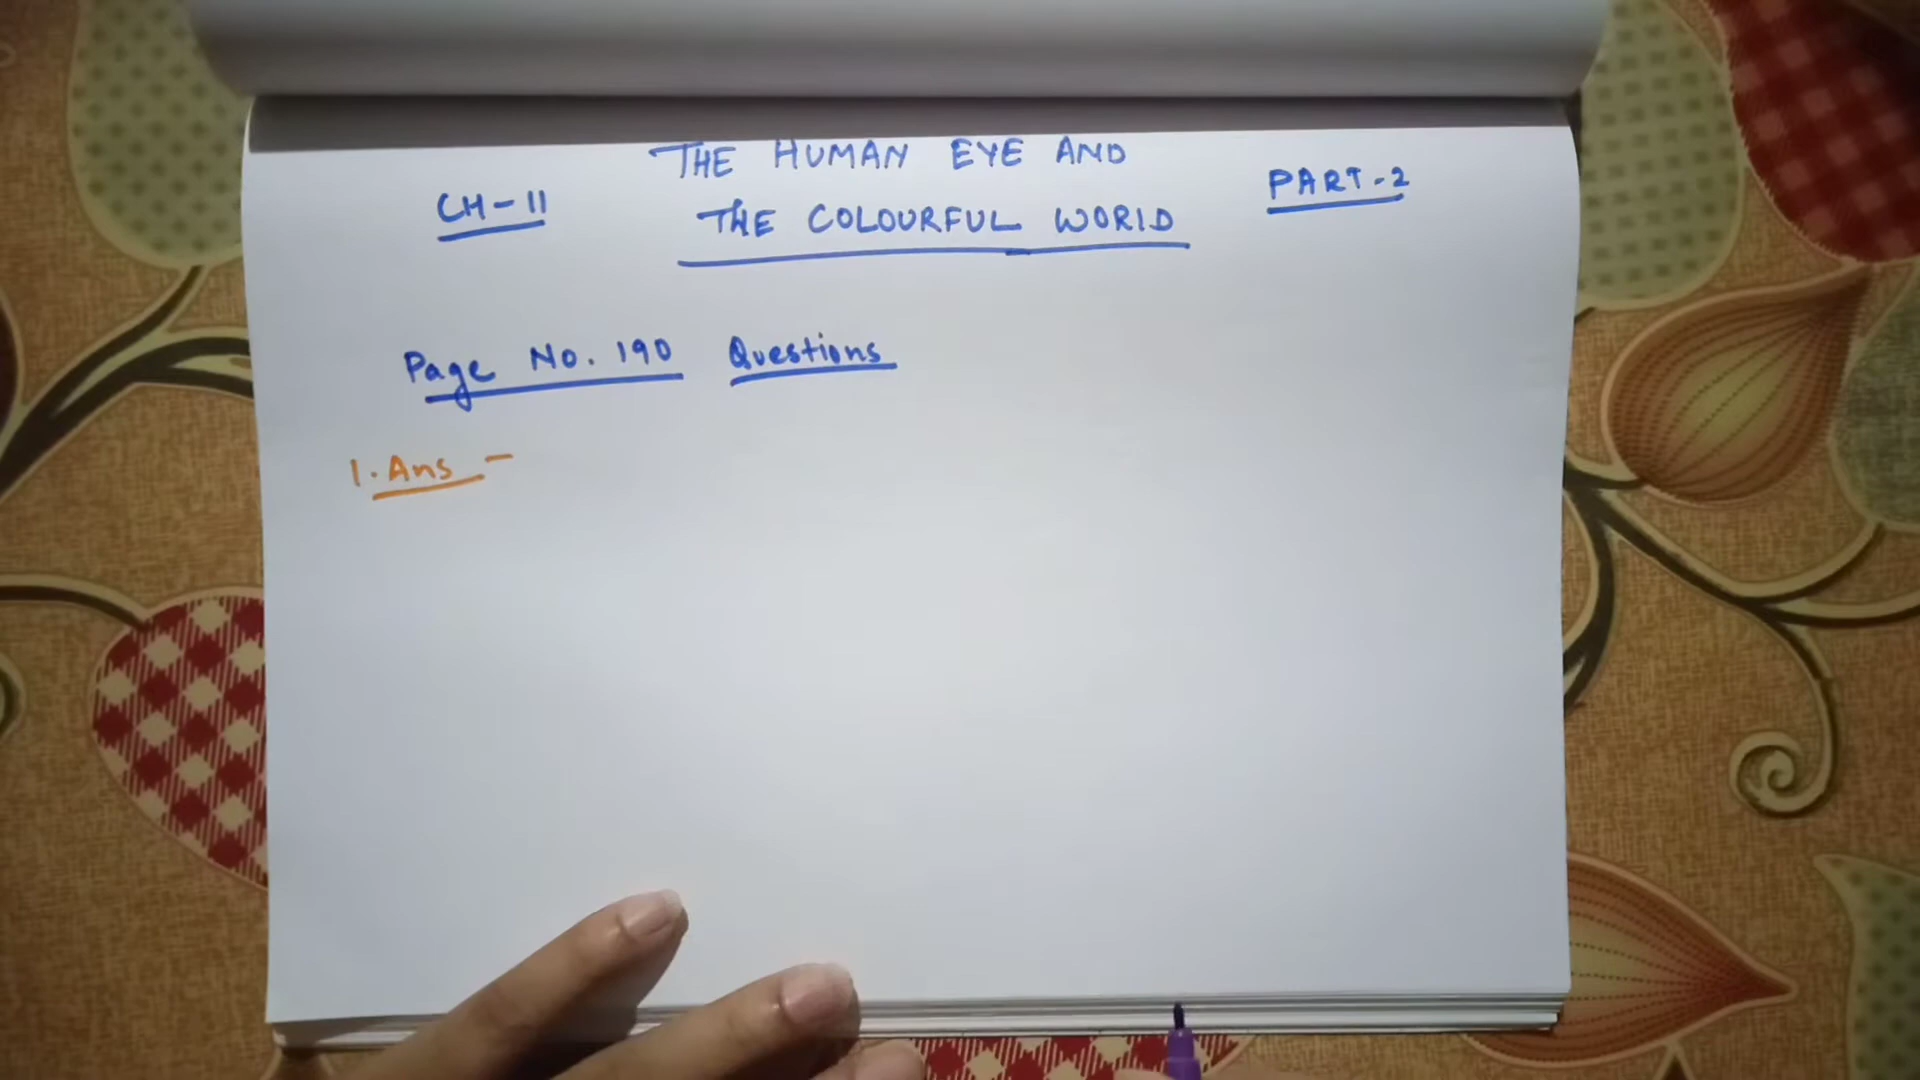 THE HUMAN EYE AND
CH-11
THE COLOURFUL WORLD
PART-2
Page No. 190 Questions
1. Ans -